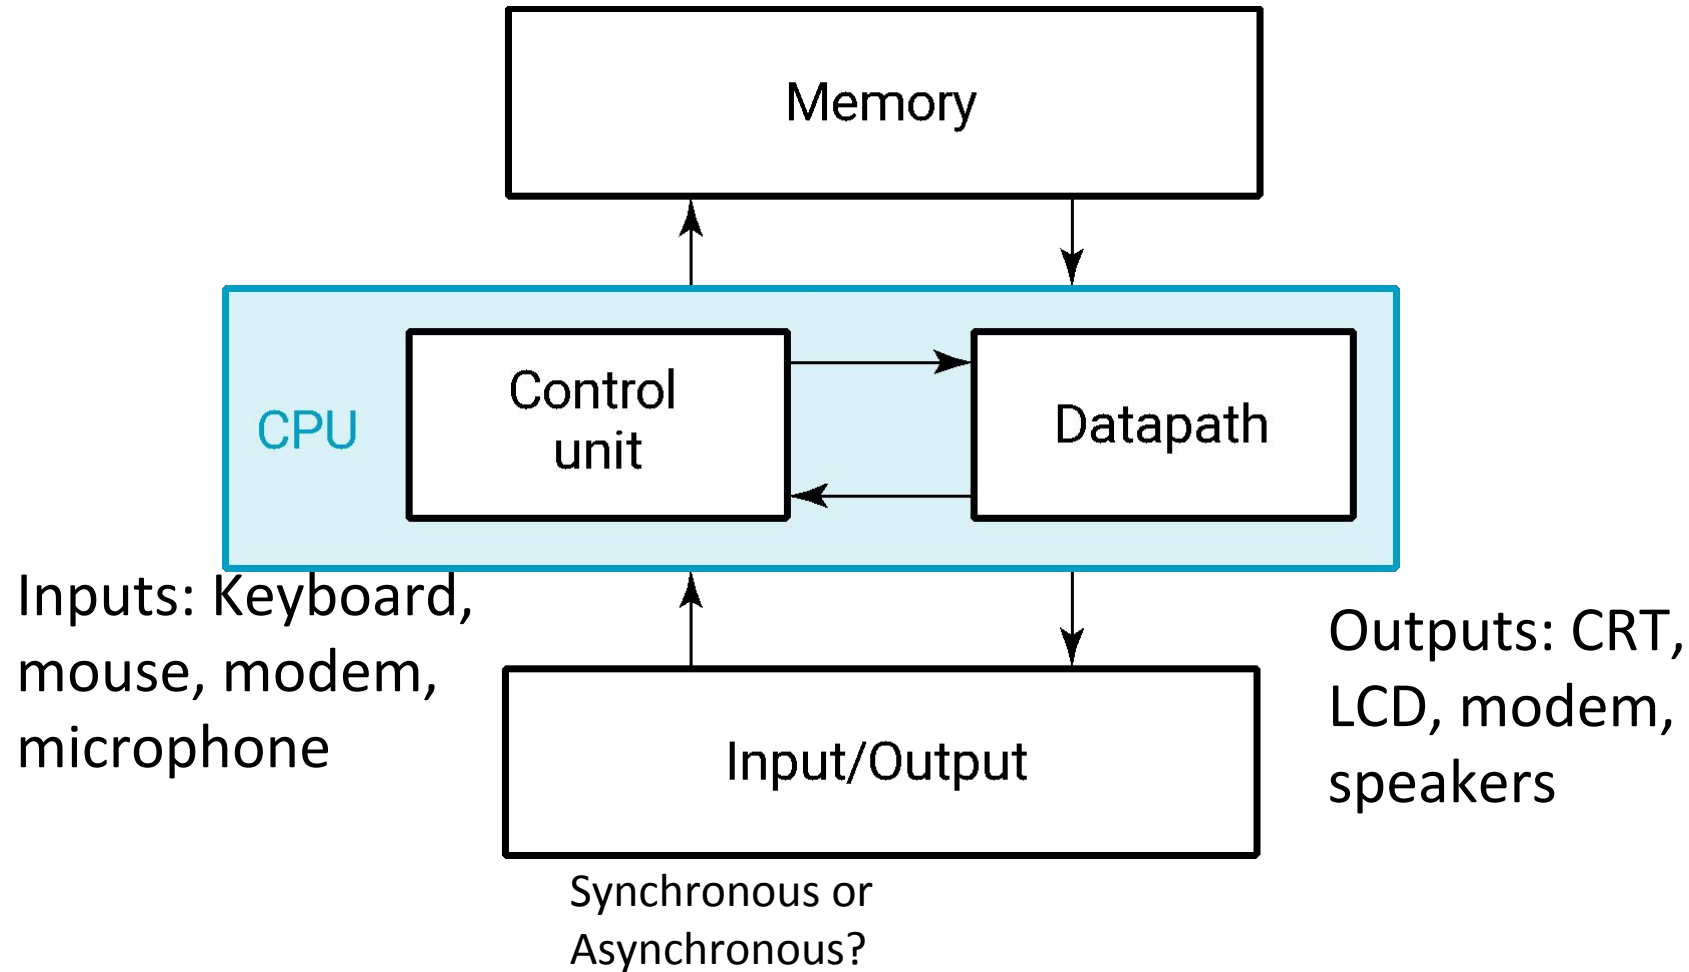 Memory
Control
unit
CPU
Datapath
Inputs: Keyboard,
mouse, modem,
microphone
Outputs: CRT,
LCD, modem,
speakers
Input/Output
Synchronous or
Asynchronous?